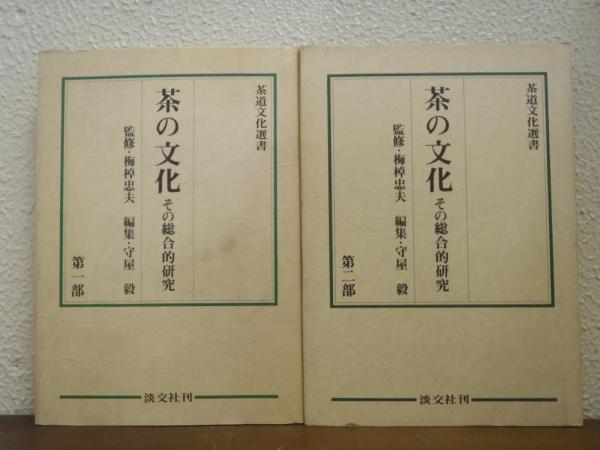 茶道文化選書
茶の文化 その総合的研究
監修・梅棹忠夫 編集・守屋 毅
第一部
淡交社刊
茶道文化選書
茶の文化 その総合的研究
監修・梅棹忠夫 編集・守屋 毅
第二部
淡交社刊